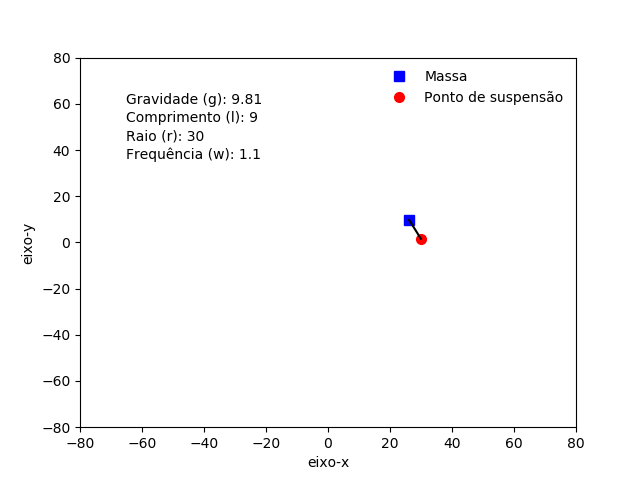 Massa
Ponto de suspensão
Gravidade (g): 9.81
Comprimento (l): 9
Raio (r): 30
Frequência (w): 1.1
80
60
40
20
0
−20
−40
−60
−80
eixo-y
−80 −60 −40 −20 0 20 40 60 80
eixo-x